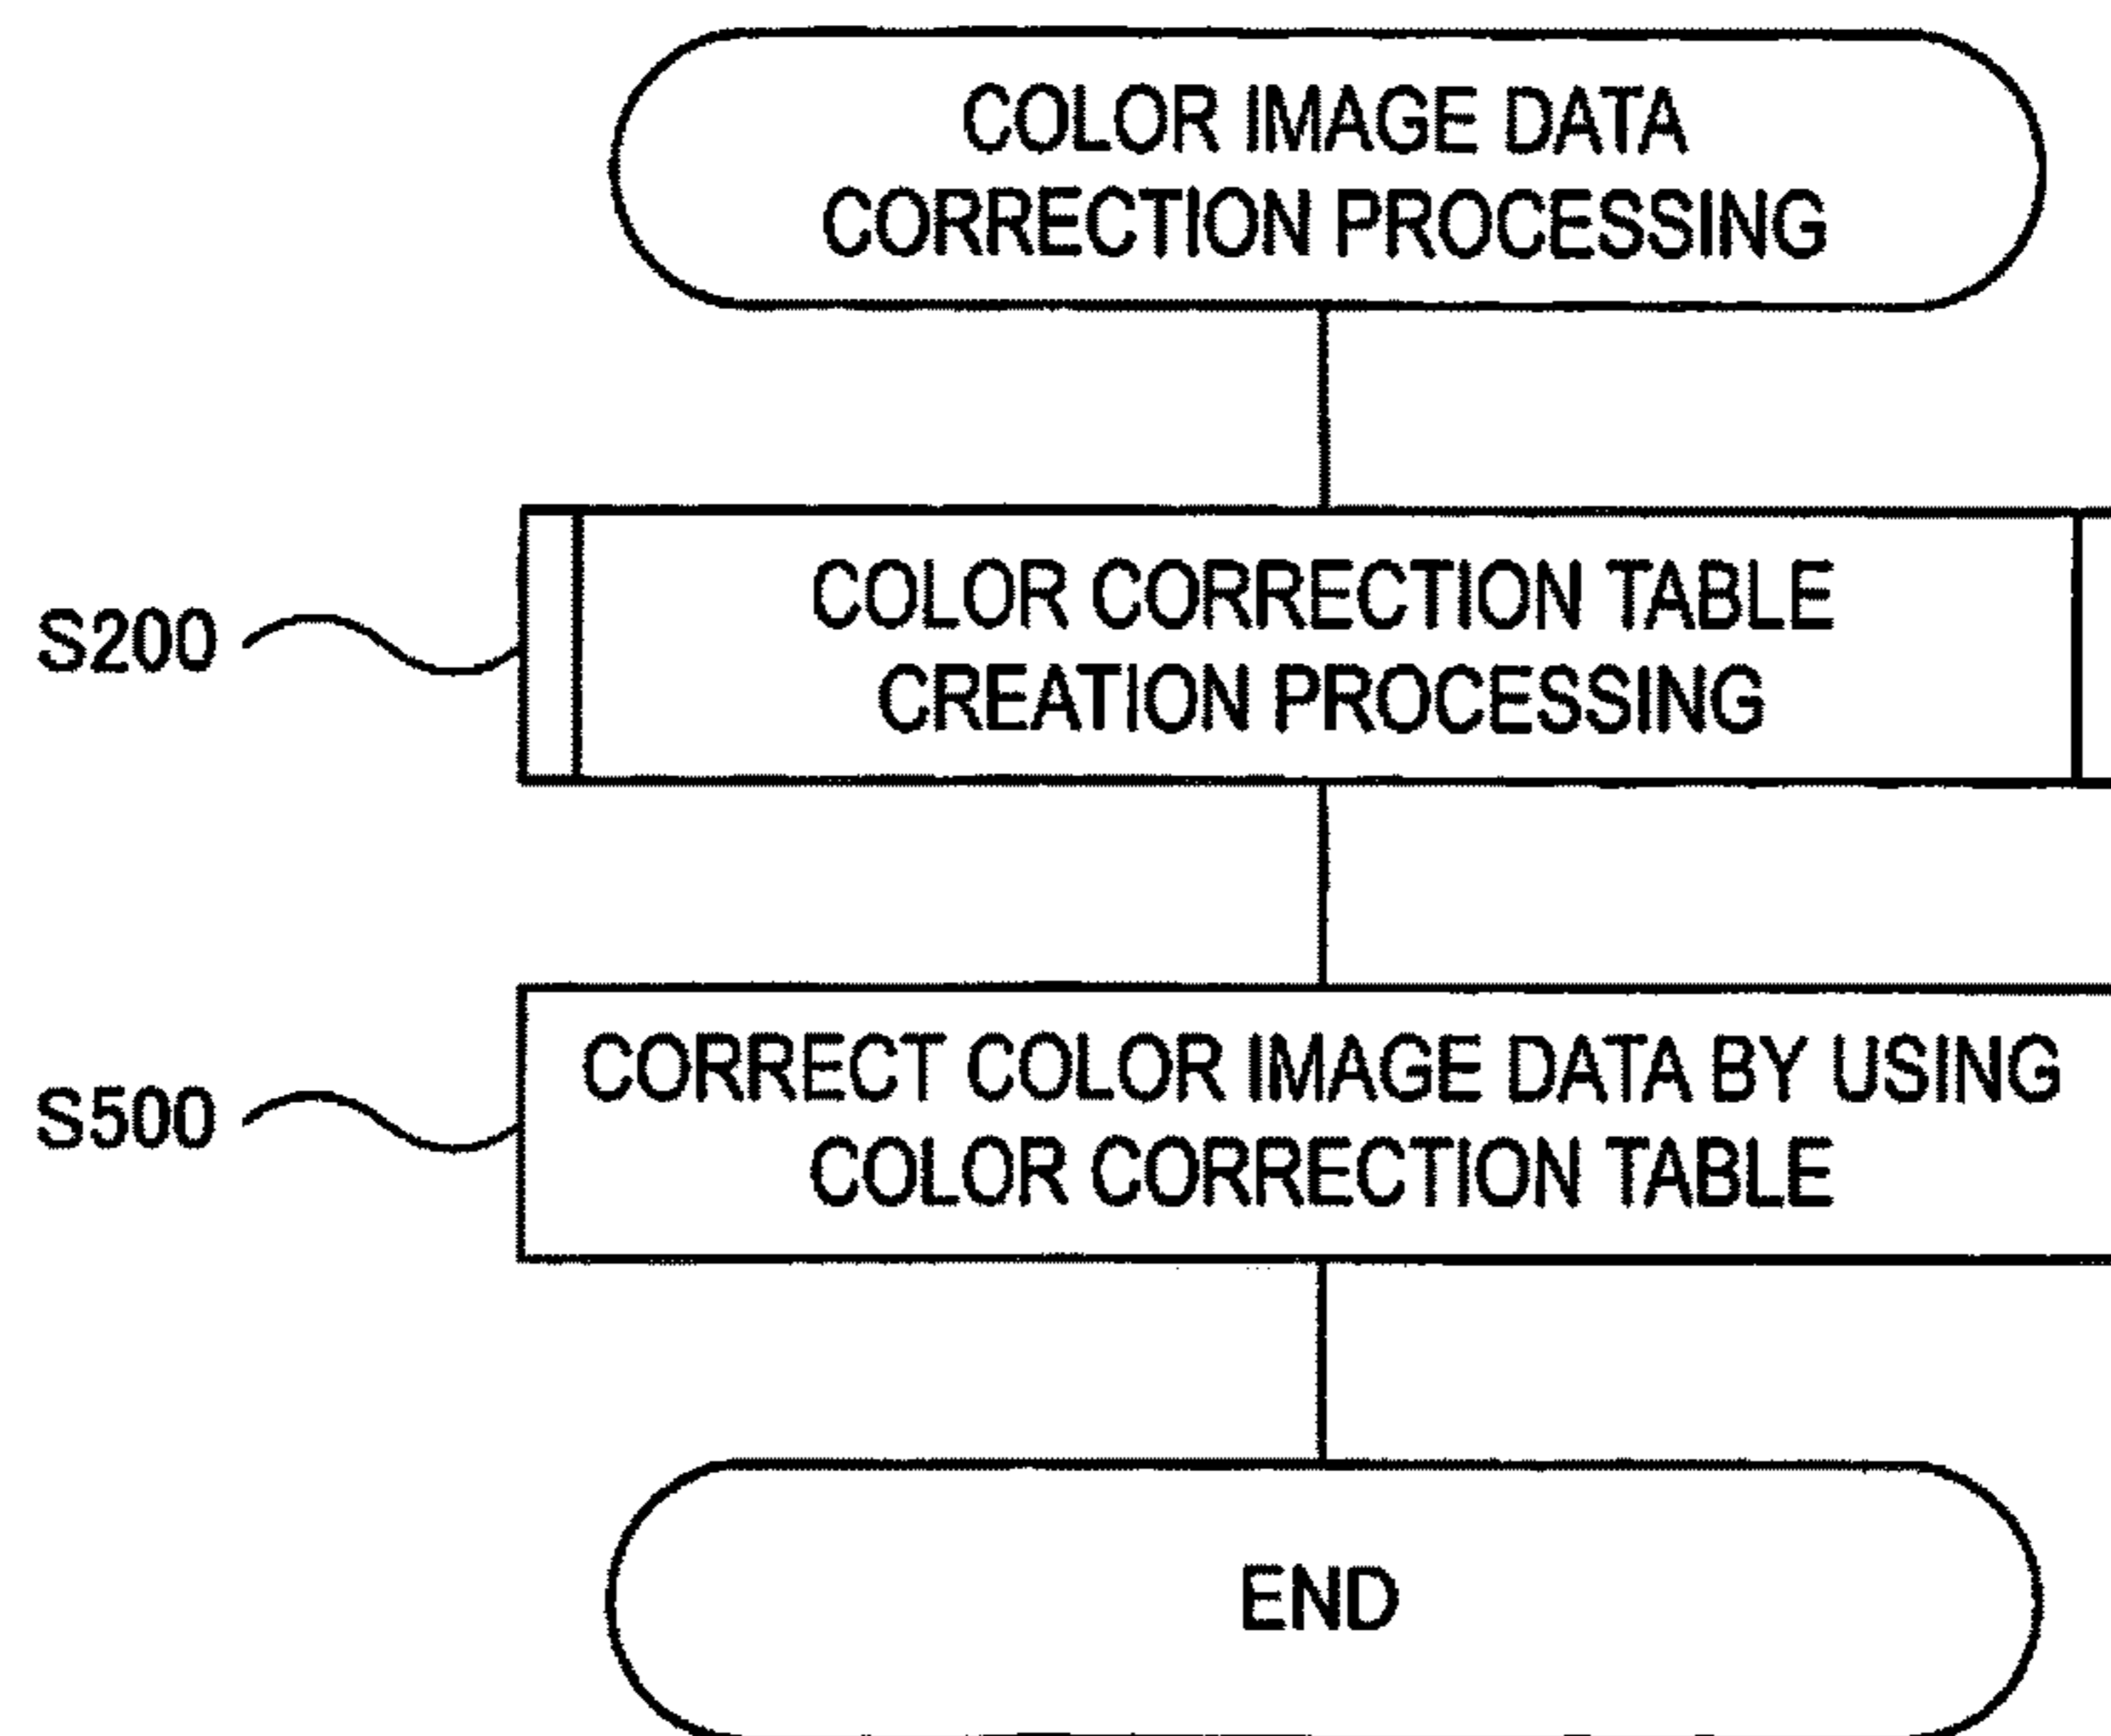 COLOR IMAGE DATA
CORRECTION PROCESSING
S200
COLOR CORRECTION TABLE
CREATION PROCESSING
S500
CORRECT COLOR IMAGE DATA BY USING
COLOR CORRECTION TABLE
END